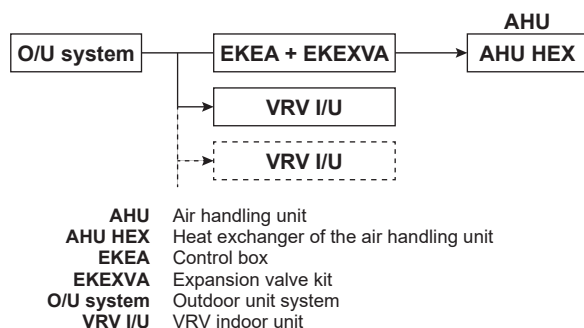 AHU
O/U system
EKEA + EKEXVA
AHU HEX
VRV I/U
VRV I/U
AHU Air handling unit
AHU HEX Heat exchanger of the air handling unit
EKEA Control box
EKEXVA Expansion valve kit
O/U system Outdoor unit system
VRV I/U VRV indoor unit